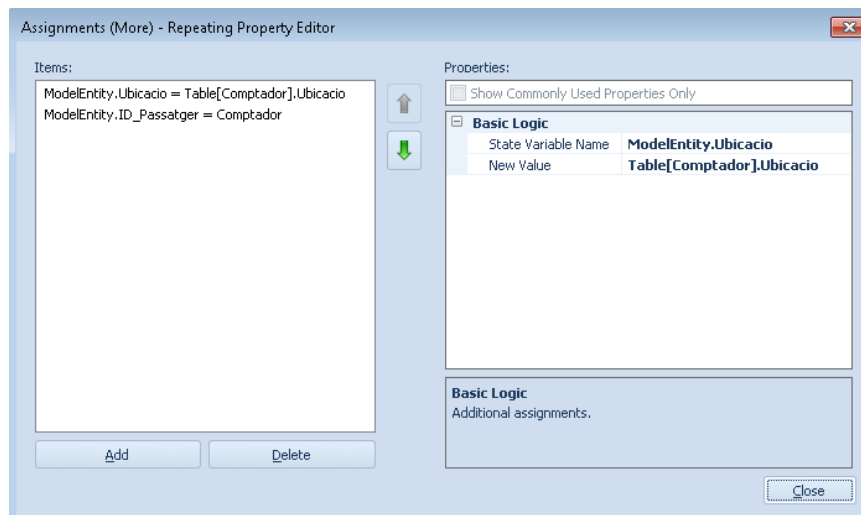 Assignments (More) - Repeating Property Editor
Items:
ModelEntity.Ubicacio = Table[Comptador].Ubicacio
ModelEntity.ID_Passatger = Comptador
Add
Delete
Properties:
Show Commonly Used Properties Only
Basic Logic
State Variable Name ModelEntity.Ubicacio
New Value Table[Comptador].Ubicacio
Basic Logic
Additional assignments.
Close